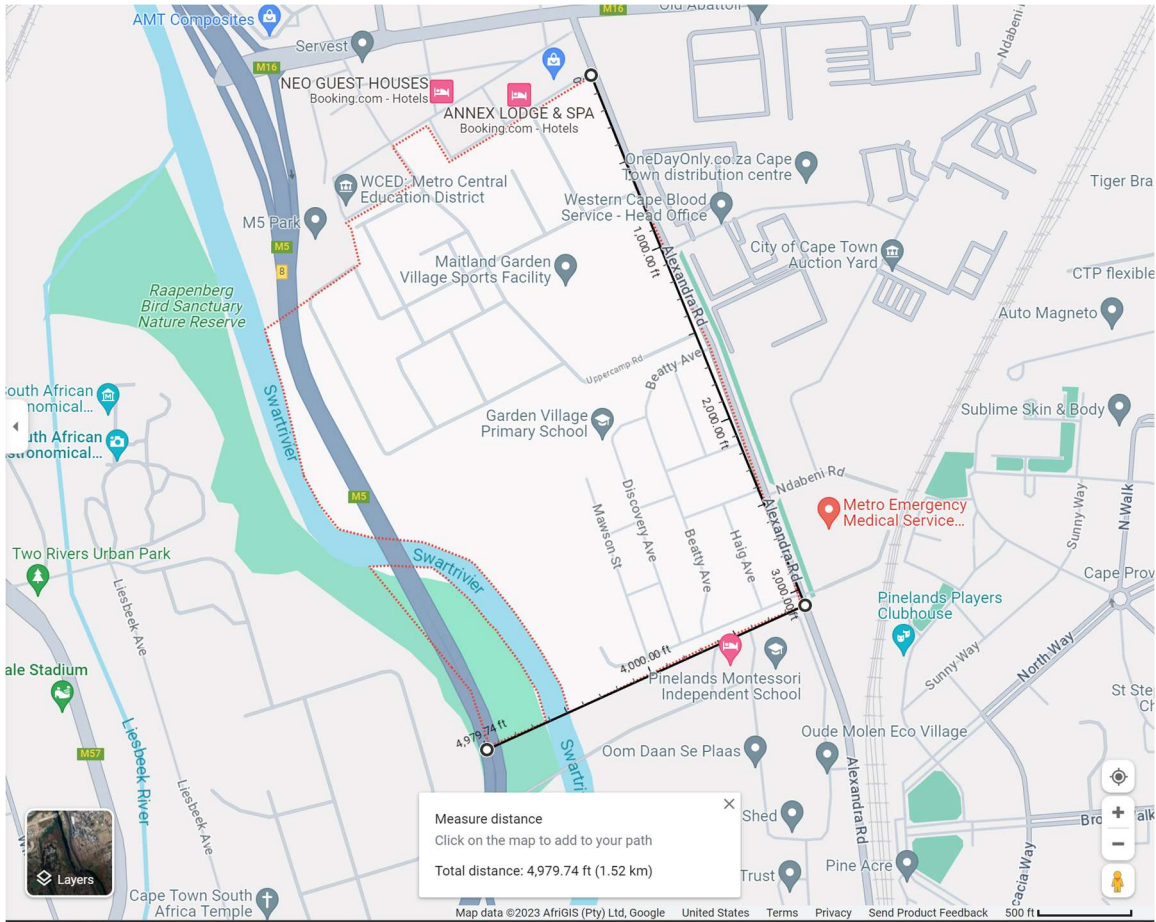 M16
Old Abattoi
AMT Composites
Servest
M16
NEO GUEST HOUSES
Booking.com - Hotels
ANNEX LODGE & SPA
Booking.com - Hotels
Ndabeni
OneDayOnly.co.za Cape
Town distribution centre
WCED: Metro Central
Education District
Tiger Bra
Western Cape Blood
Service - Head Office
M5 Park
M5
8
1,000.00 ft
Alexandra Rd
City of Cape Town
Auction Yard
Maitland Garden
Village Sports Facility
CTP flexible
Raapenberg
Bird Sanctuary
Nature Reserve
Auto Magneto
Uppercamp Rd
Beatty Ave
South African
nomical...
uth African
stronomical...
Swartrivier
Garden Village
Primary School
2,000.00 ft
Sublime Skin & Body
Ndabeni Rd
M5
Metro Emergency
Medical Service...
Alexandra Rd
Discovery Ave
Mawson St
Beatty Ave
Haig Ave
Sunny Way
N Walk
Two Rivers Urban Park
Swartrivier
Liesbeek Ave
3,000.00 ft
Cape Prov
Pinelands Players
Clubhouse
North Way
Sunny Way
ale Stadium
4,000.00 ft
Pinelands Montessori
Independent School
St Ste
Ch
4,979.74 ft
Liesbeek River
M57
Swartri
Oom Daan Se Plaas
Oude Molen Eco Village
Liesbeek Ave
Alexandra Rd
Measure distance
Click on the map to add to your path
Total distance: 4,979.74 ft (1.52 km)
Shed
Trust
Pine Acre
acacia Way
Layers
Cape Town South
Africa Temple
Map data ©2023 AfriGIS (Pty) Ltd, Google United States Terms Privacy Send Product Feedback 500 ft